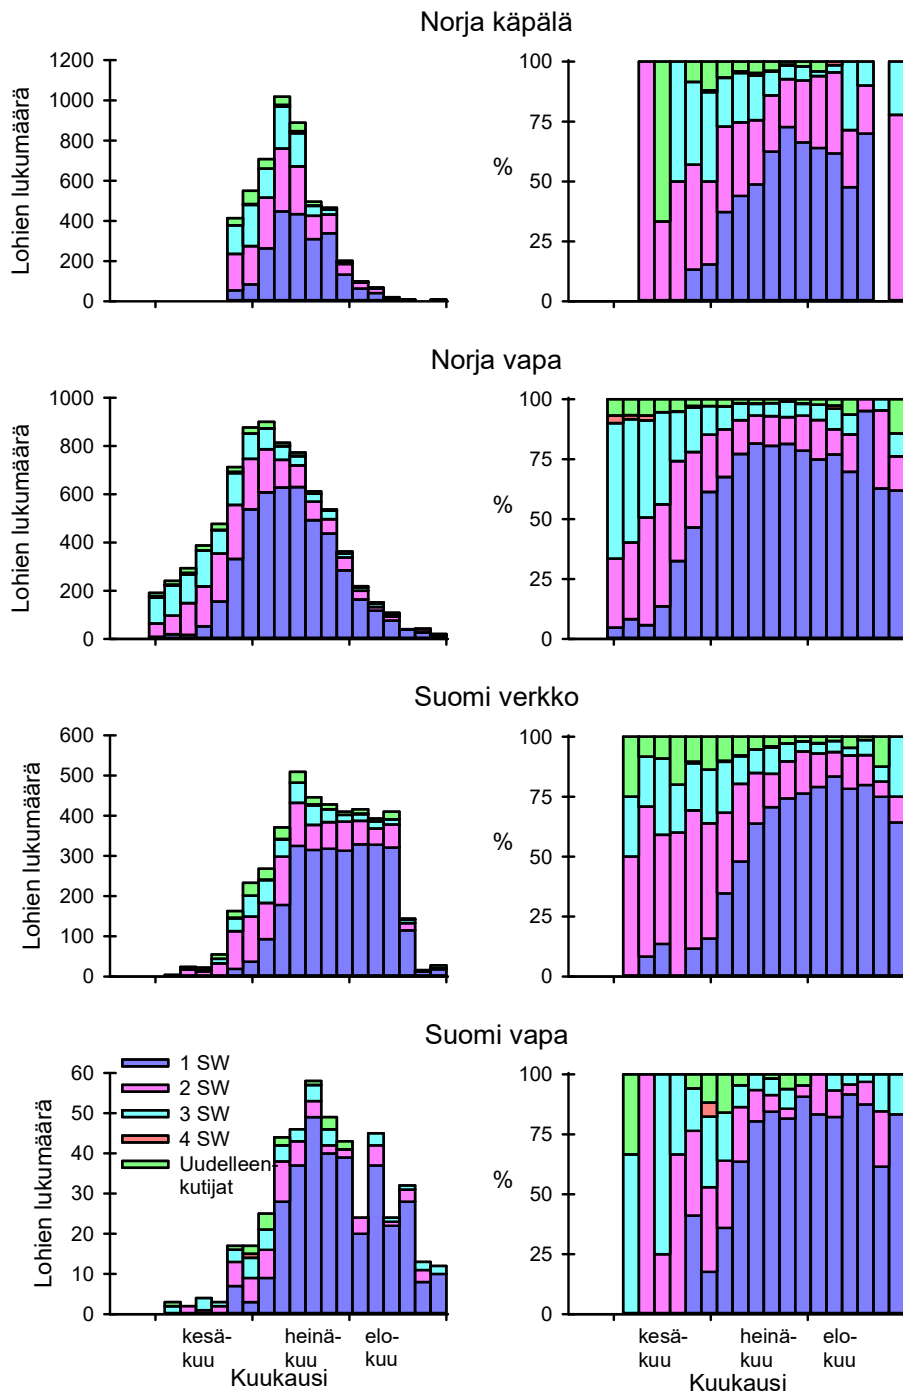 Norja käpälä
1200
1000
800
600
400
200
0
Lohien lukumäärä
100
75
50
25
0
%
Norja vapa
1000
800
600
400
200
0
Lohien lukumäärä
100
75
50
25
0
%
Suomi verkko
600
500
400
300
200
100
0
Lohien lukumäärä
100
75
50
25
0
%
Suomi vapa
60
50
40
30
20
10
0
Lohien lukumäärä
1 SW
2 SW
3 SW
4 SW
Uudelleen-
kutijat
100
75
50
25
0
%
kesä-
kuu
heinä-
kuu
elo-
kuu
Kuukausi
kesä-
kuu
heinä-
kuu
elo-
kuu
Kuukausi